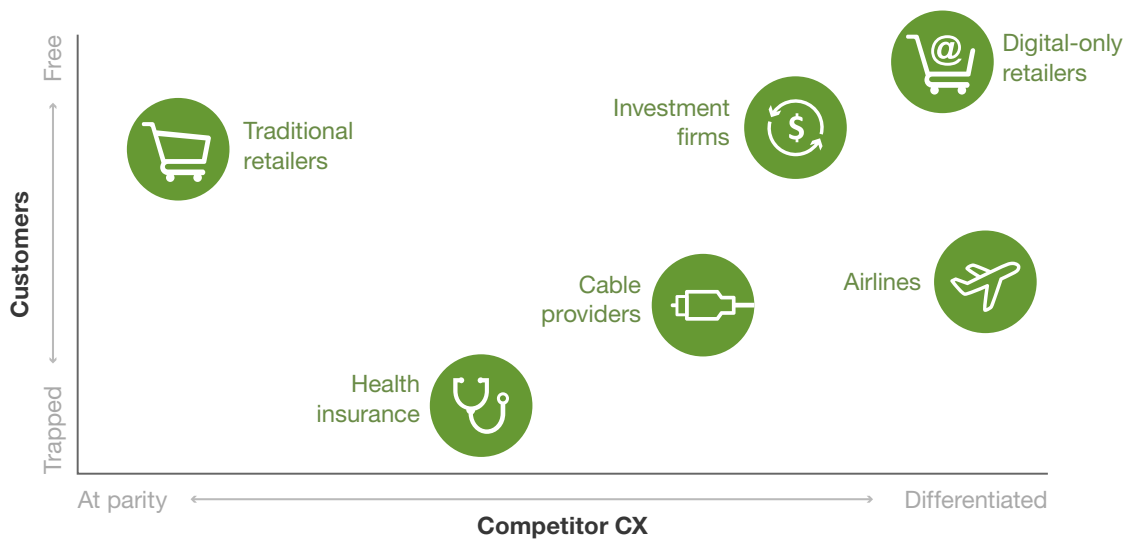 Free
Customers
Trapped
Traditional
retailers
Investment
firms
$
@
Digital-only
retailers
Cable
providers
Airlines
Health
insurance
At parity
Differentiated
Competitor CX